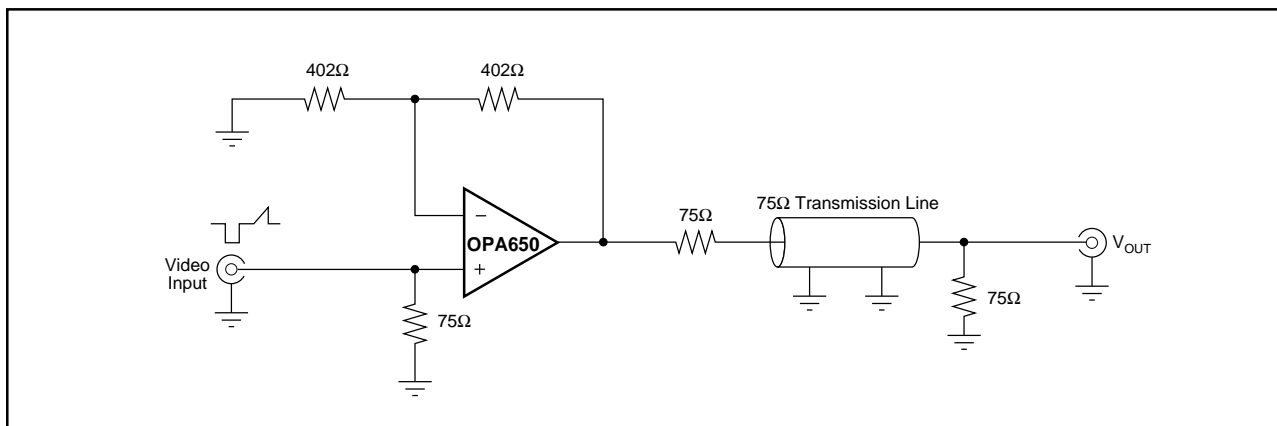 402Ω
402Ω
75Ω Transmission Line
75Ω
−
OPA650
+
Video
Input
V_OUT
75Ω
75Ω